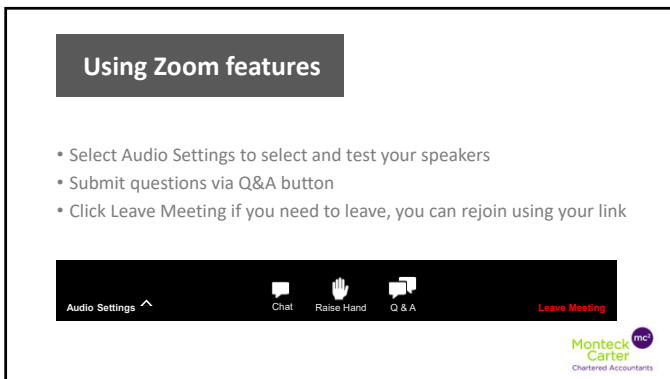 Using Zoom features
• Select Audio Settings to select and test your speakers
• Submit questions via Q&A button
• Click Leave Meeting if you need to leave, you can rejoin using your link
Audio Settings ^ Chat Raise Hand Q & A Leave Meeting
Monteck mc²
Carter
Chartered Accountants